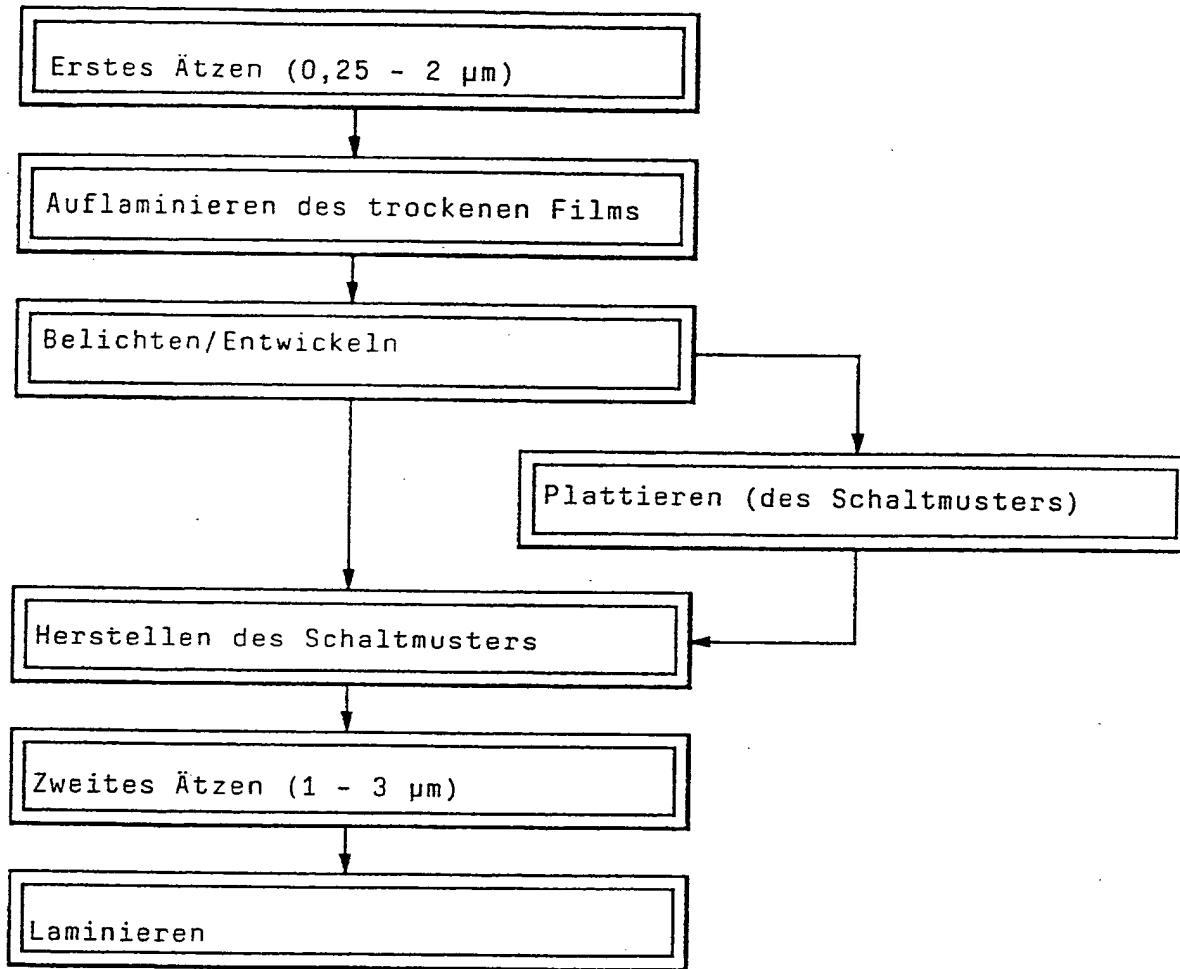 Erstes Ätzen (0,25 - 2 µm)
Auflaminieren des trockenen Films
Belichten/Entwickeln
Plattieren (des Schaltmusters)
Herstellen des Schaltmusters
Zweites Ätzen (1 - 3 µm)
Laminieren